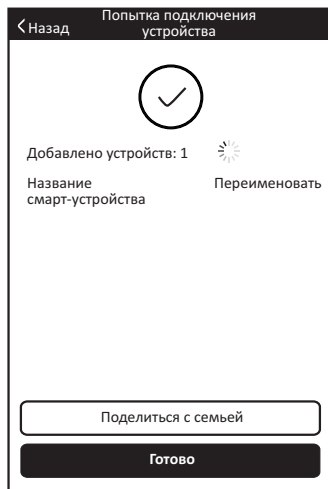 Назад
Попытка подключения
устройства
Добавлено устройств: 1
Название
смарт-устройства
Переименовать
Поделиться с семьей
Готово